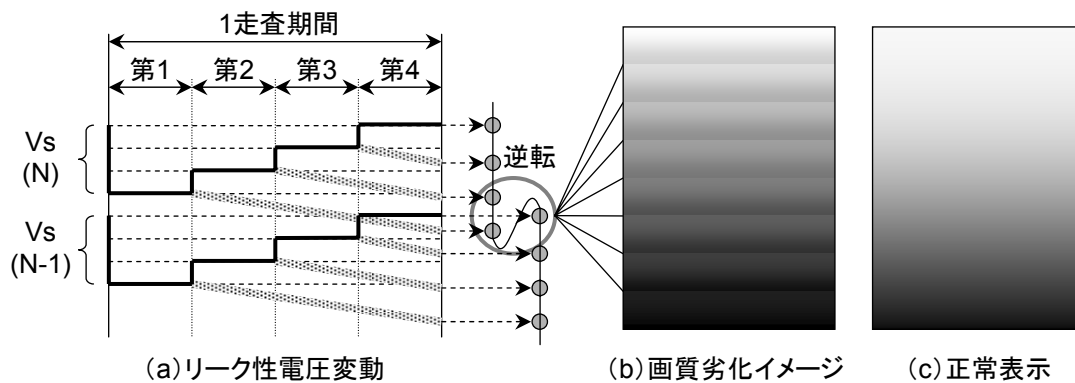 1走査期間
第1 第2 第3 第4
Vs
(N)
逆転
Vs
(N-1)
(a)リーク性電圧変動
(b)画質劣化イメージ
(c)正常表示